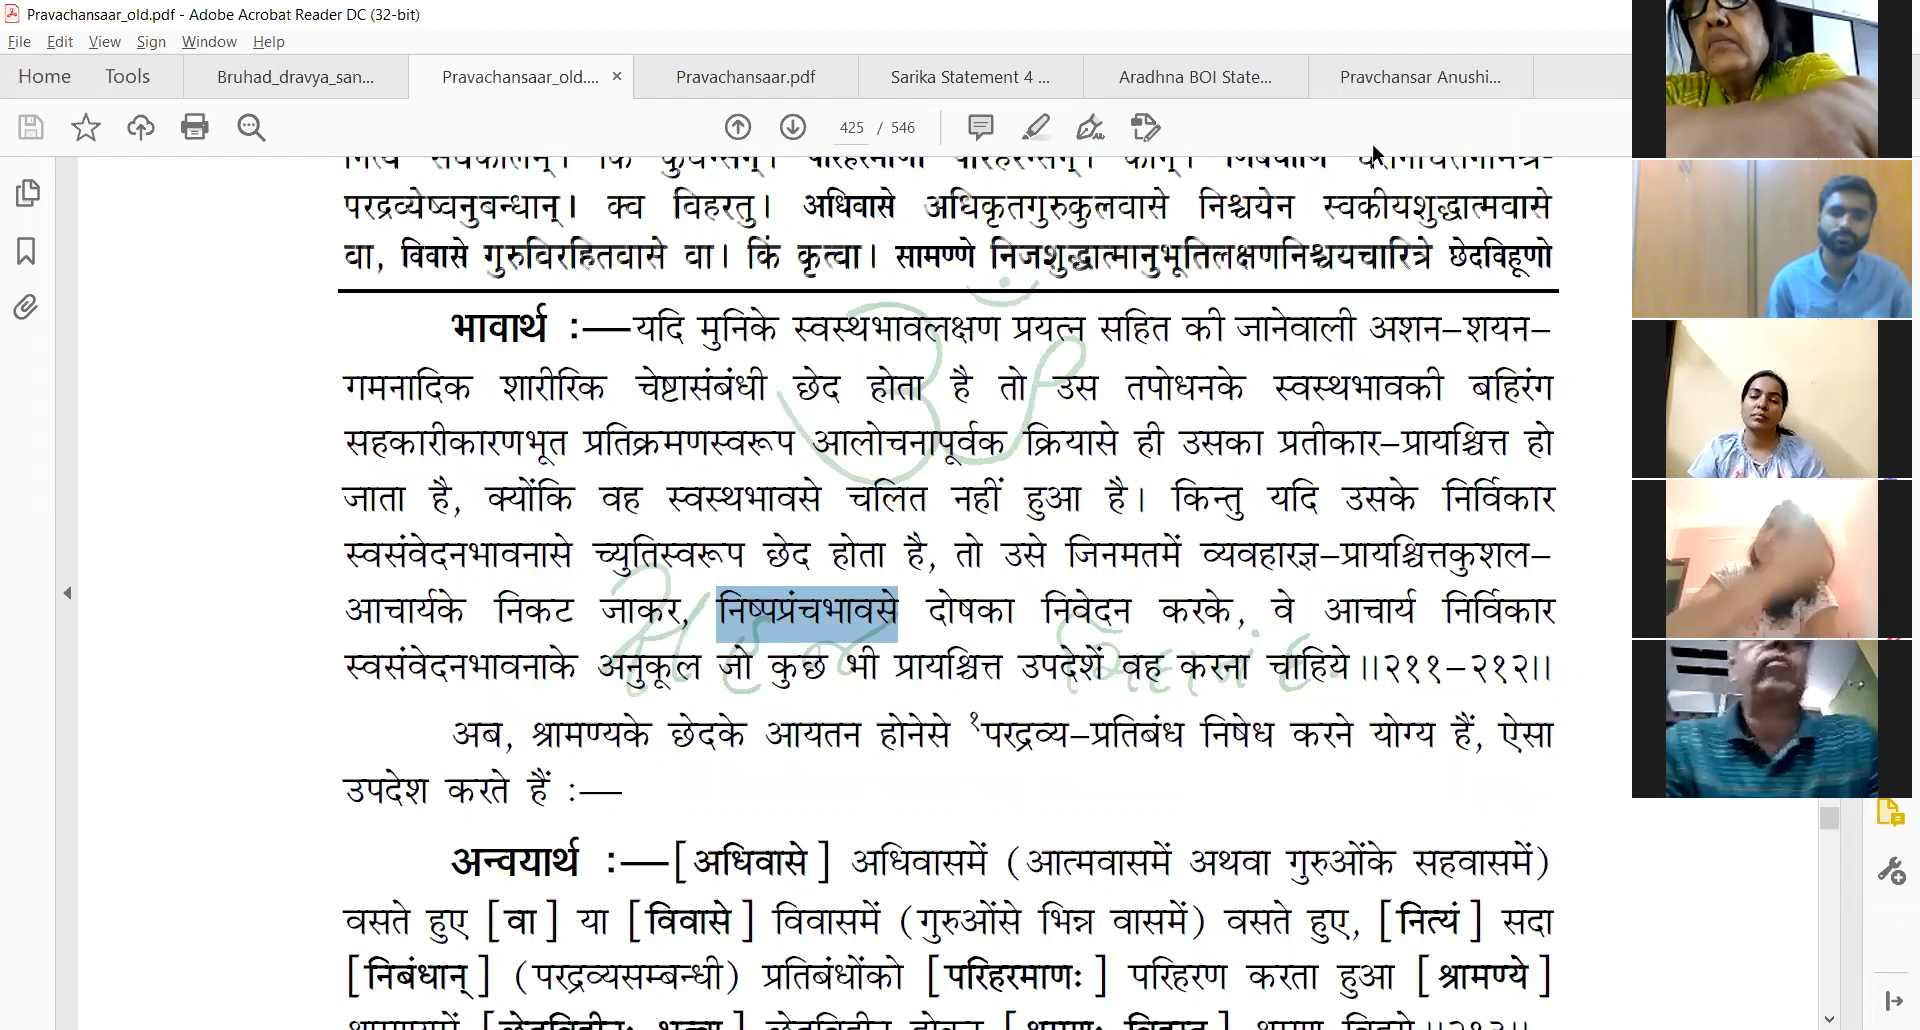 Pravachansaar_old.pdf - Adobe Acrobat Reader DC (32-bit)
File Edit View Sign Window Help
Home Tools Bruhad_dravya_san... Pravachansaar_old.... × Pravachansaar.pdf Sarika Statement 4 ... Aradhna BOI State... Pravchansar Anushi...
425 / 546
परद्रव्येष्वनुबन्धान्। क्व विहरतु। अधिवासे अधिकृतगुरुकुलवासे निश्चयेन स्वकीयशुद्धात्मवासे
वा, विवासे गुरुविरहितवासे वा। किं कृत्वा। सामण्णे निजशुद्धात्मानुभूतिलक्षणनिश्चयचारित्रे छेदविहूणो
भावार्थ :—यदि मुनिके स्वस्थभावलक्षण प्रयत्न सहित की जानेवाली अशन–शयन–
गमनादिक शारीरिक चेष्टासंबंधी छेद होता है तो उस तपोधनके स्वस्थभावकी बहिरंग
सहकारीकारणभूत प्रतिक्रमणस्वरूप आलोचनापूर्वक क्रियासे ही उसका प्रतीकार–प्रायश्चित्त हो
जाता है, क्योंकि वह स्वस्थभावसे चलित नहीं हुआ है। किन्तु यदि उसके निर्विकार
स्वसंवेदनभावनासे च्युतिस्वरूप छेद होता है, तो उसे जिनमतमें व्यवहारज्ञ–प्रायश्चित्तकुशल–
आचार्यके निकट जाकर, निष्पप्रंचभावसे दोषका निवेदन करके, वे आचार्य निर्विकार
स्वसंवेदनभावनाके अनुकूल जो कुछ भी प्रायश्चित्त उपदेशें वह करना चाहिये॥२११–२१२॥
अब, श्रामण्यके छेदके आयतन होनेसे १परद्रव्य–प्रतिबंध निषेध करने योग्य हैं, ऐसा
उपदेश करते हैं :—
अन्वयार्थ :—[अधिवासे] अधिवासमें (आत्मवासमें अथवा गुरुओंके सहवासमें)
वसते हुए [वा] या [विवासे] विवासमें (गुरुओंसे भिन्न वासमें) वसते हुए, [नित्यं] सदा
[निबंधान्] (परद्रव्यसम्बन्धी) प्रतिबंधोंको [परिहरमाणः] परिहरण करता हुआ [श्रामण्ये]